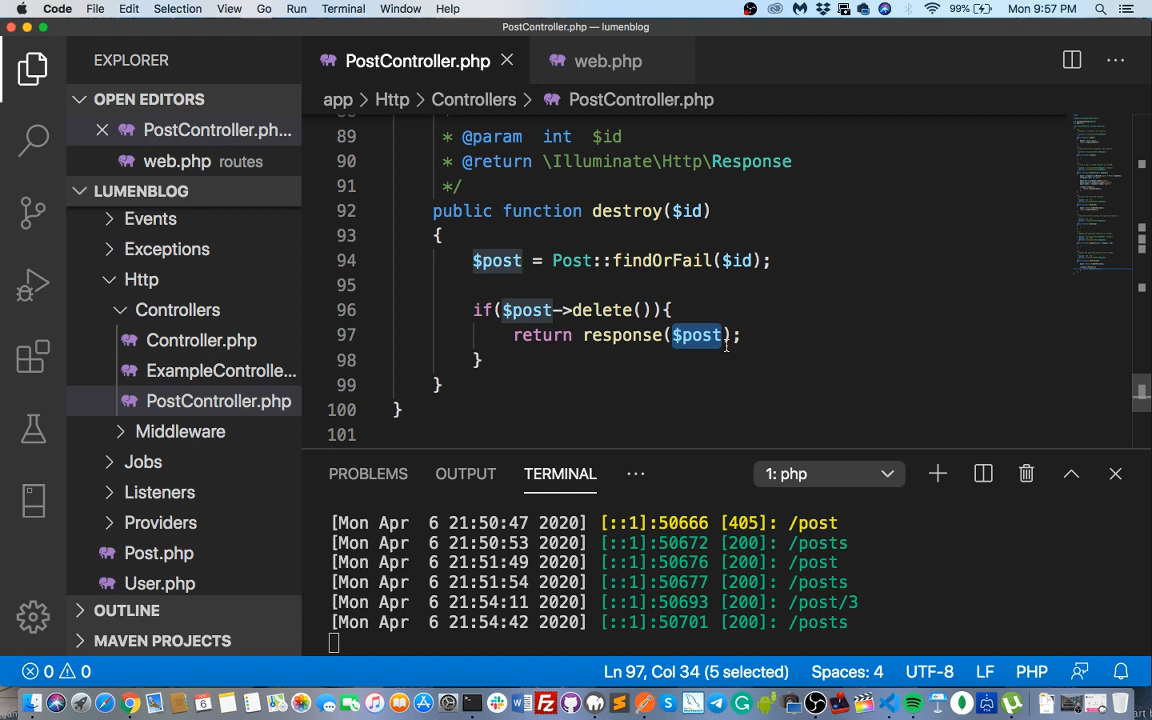 Code File Edit Selection View Go Run Terminal Window Help 99% Mon 9:57 PM
PostController.php — lumenblog
EXPLORER
OPEN EDITORS
PostController.ph...
web.php routes
LUMENBLOG
Events
Exceptions
Http
Controllers
Controller.php
ExampleControlle...
PostController.php
Middleware
Jobs
Listeners
Providers
Post.php
User.php
OUTLINE
MAVEN PROJECTS
PostController.php web.php
app > Http > Controllers > PostController.php
89 * @param int $id
90 * @return \Illuminate\Http\Response
91 */
92 public function destroy($id)
93 {
94 $post = Post::findOrFail($id);
95
96 if($post->delete()){
97 return response($post);
98 }
99 }
100 }
101
PROBLEMS OUTPUT TERMINAL ... 1: php
[Mon Apr 6 21:50:47 2020] [::1]:50666 [405]: /post
[Mon Apr 6 21:50:53 2020] [::1]:50672 [200]: /posts
[Mon Apr 6 21:51:49 2020] [::1]:50676 [200]: /post
[Mon Apr 6 21:51:54 2020] [::1]:50677 [200]: /posts
[Mon Apr 6 21:54:11 2020] [::1]:50693 [200]: /post/3
[Mon Apr 6 21:54:42 2020] [::1]:50701 [200]: /posts
0 0 Ln 97, Col 34 (5 selected) Spaces: 4 UTF-8 LF PHP